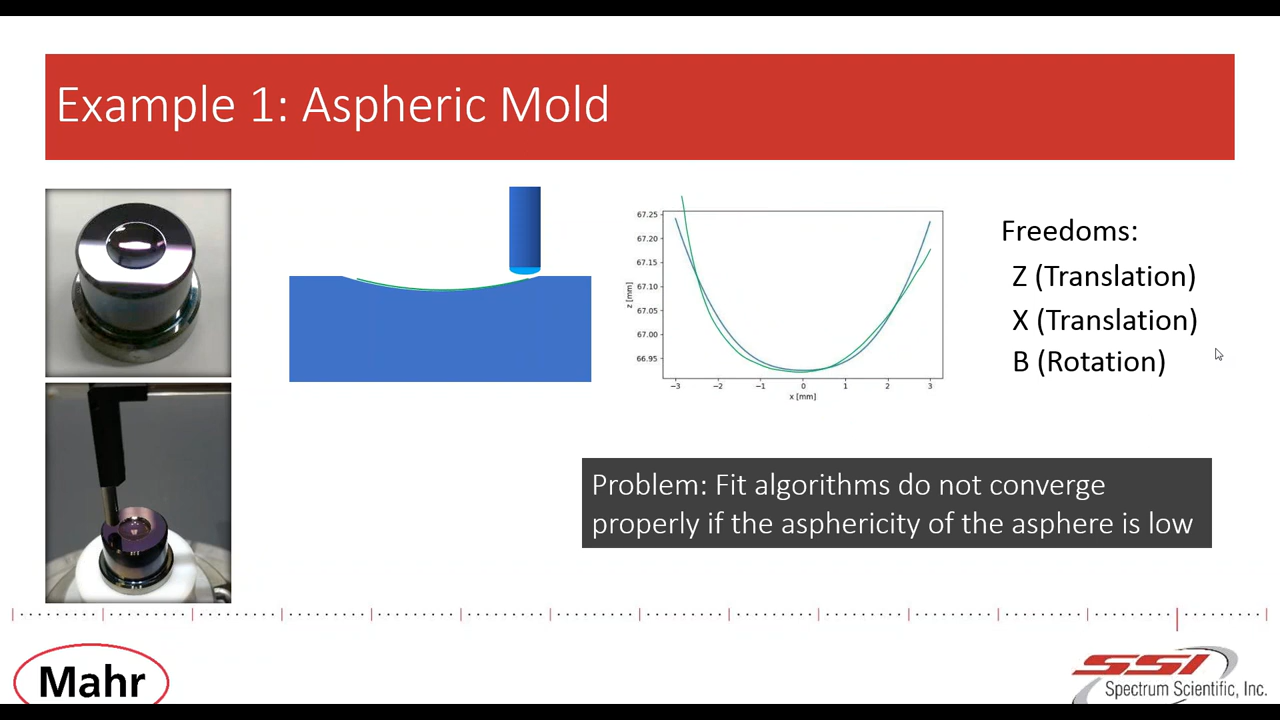 Example 1: Aspheric Mold
67.25
67.20
67.15
67.10
67.05
67.00
66.95
z [mm]
−3 −2 −1 0 1 2 3
x [mm]
Freedoms:
Z (Translation)
X (Translation)
B (Rotation)
Problem: Fit algorithms do not converge
properly if the asphericity of the asphere is low
Mahr
SSI
Spectrum Scientific, Inc.